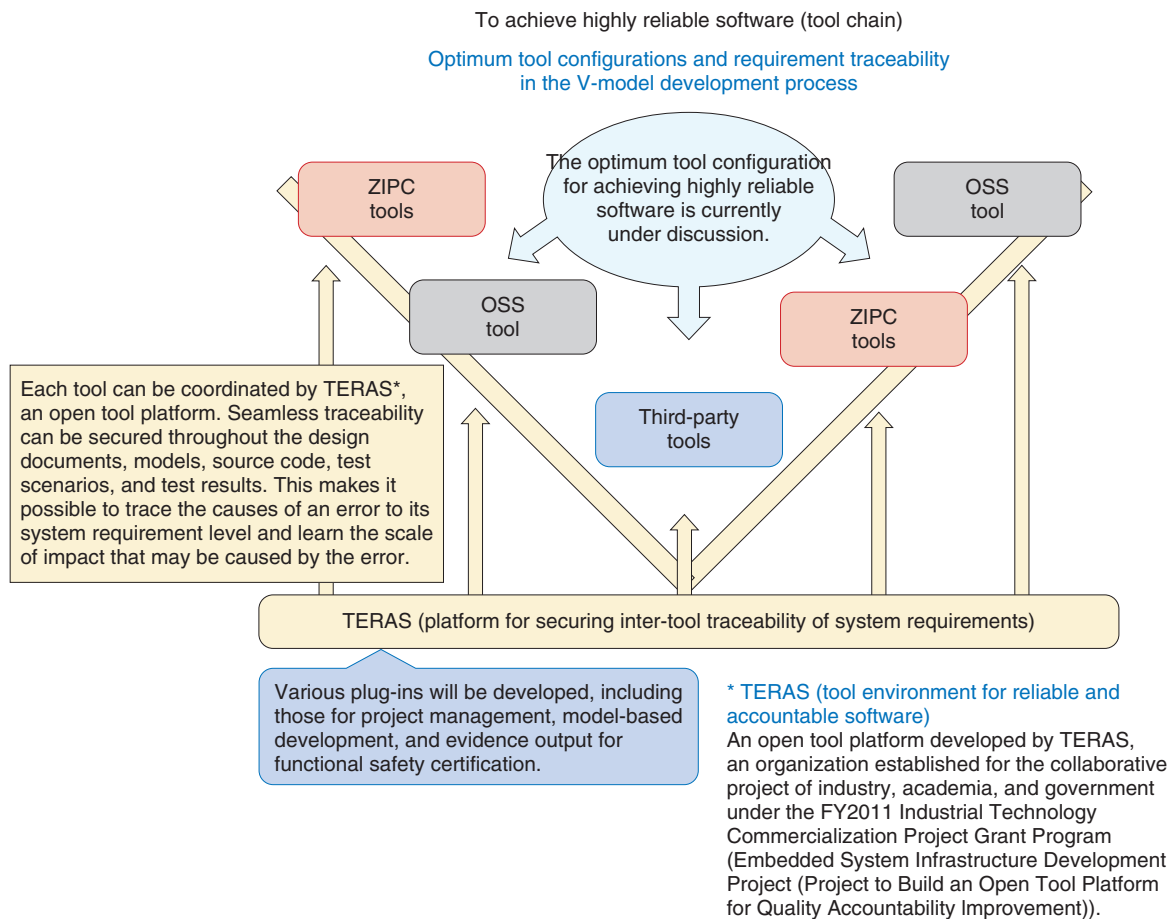 To achieve highly reliable software (tool chain)
Optimum tool configurations and requirement traceability
in the V-model development process
The optimum tool configuration
for achieving highly reliable
software is currently
under discussion.
ZIPC
tools
OSS
tool
OSS
tool
ZIPC
tools
Third-party
tools
Each tool can be coordinated by TERAS*,
an open tool platform. Seamless traceability
can be secured throughout the design
documents, models, source code, test
scenarios, and test results. This makes it
possible to trace the causes of an error to its
system requirement level and learn the scale
of impact that may be caused by the error.
TERAS (platform for securing inter-tool traceability of system requirements)
Various plug-ins will be developed, including
those for project management, model-based
development, and evidence output for
functional safety certification.
* TERAS (tool environment for reliable and
accountable software)
An open tool platform developed by TERAS,
an organization established for the collaborative
project of industry, academia, and government
under the FY2011 Industrial Technology
Commercialization Project Grant Program
(Embedded System Infrastructure Development
Project (Project to Build an Open Tool Platform
for Quality Accountability Improvement)).